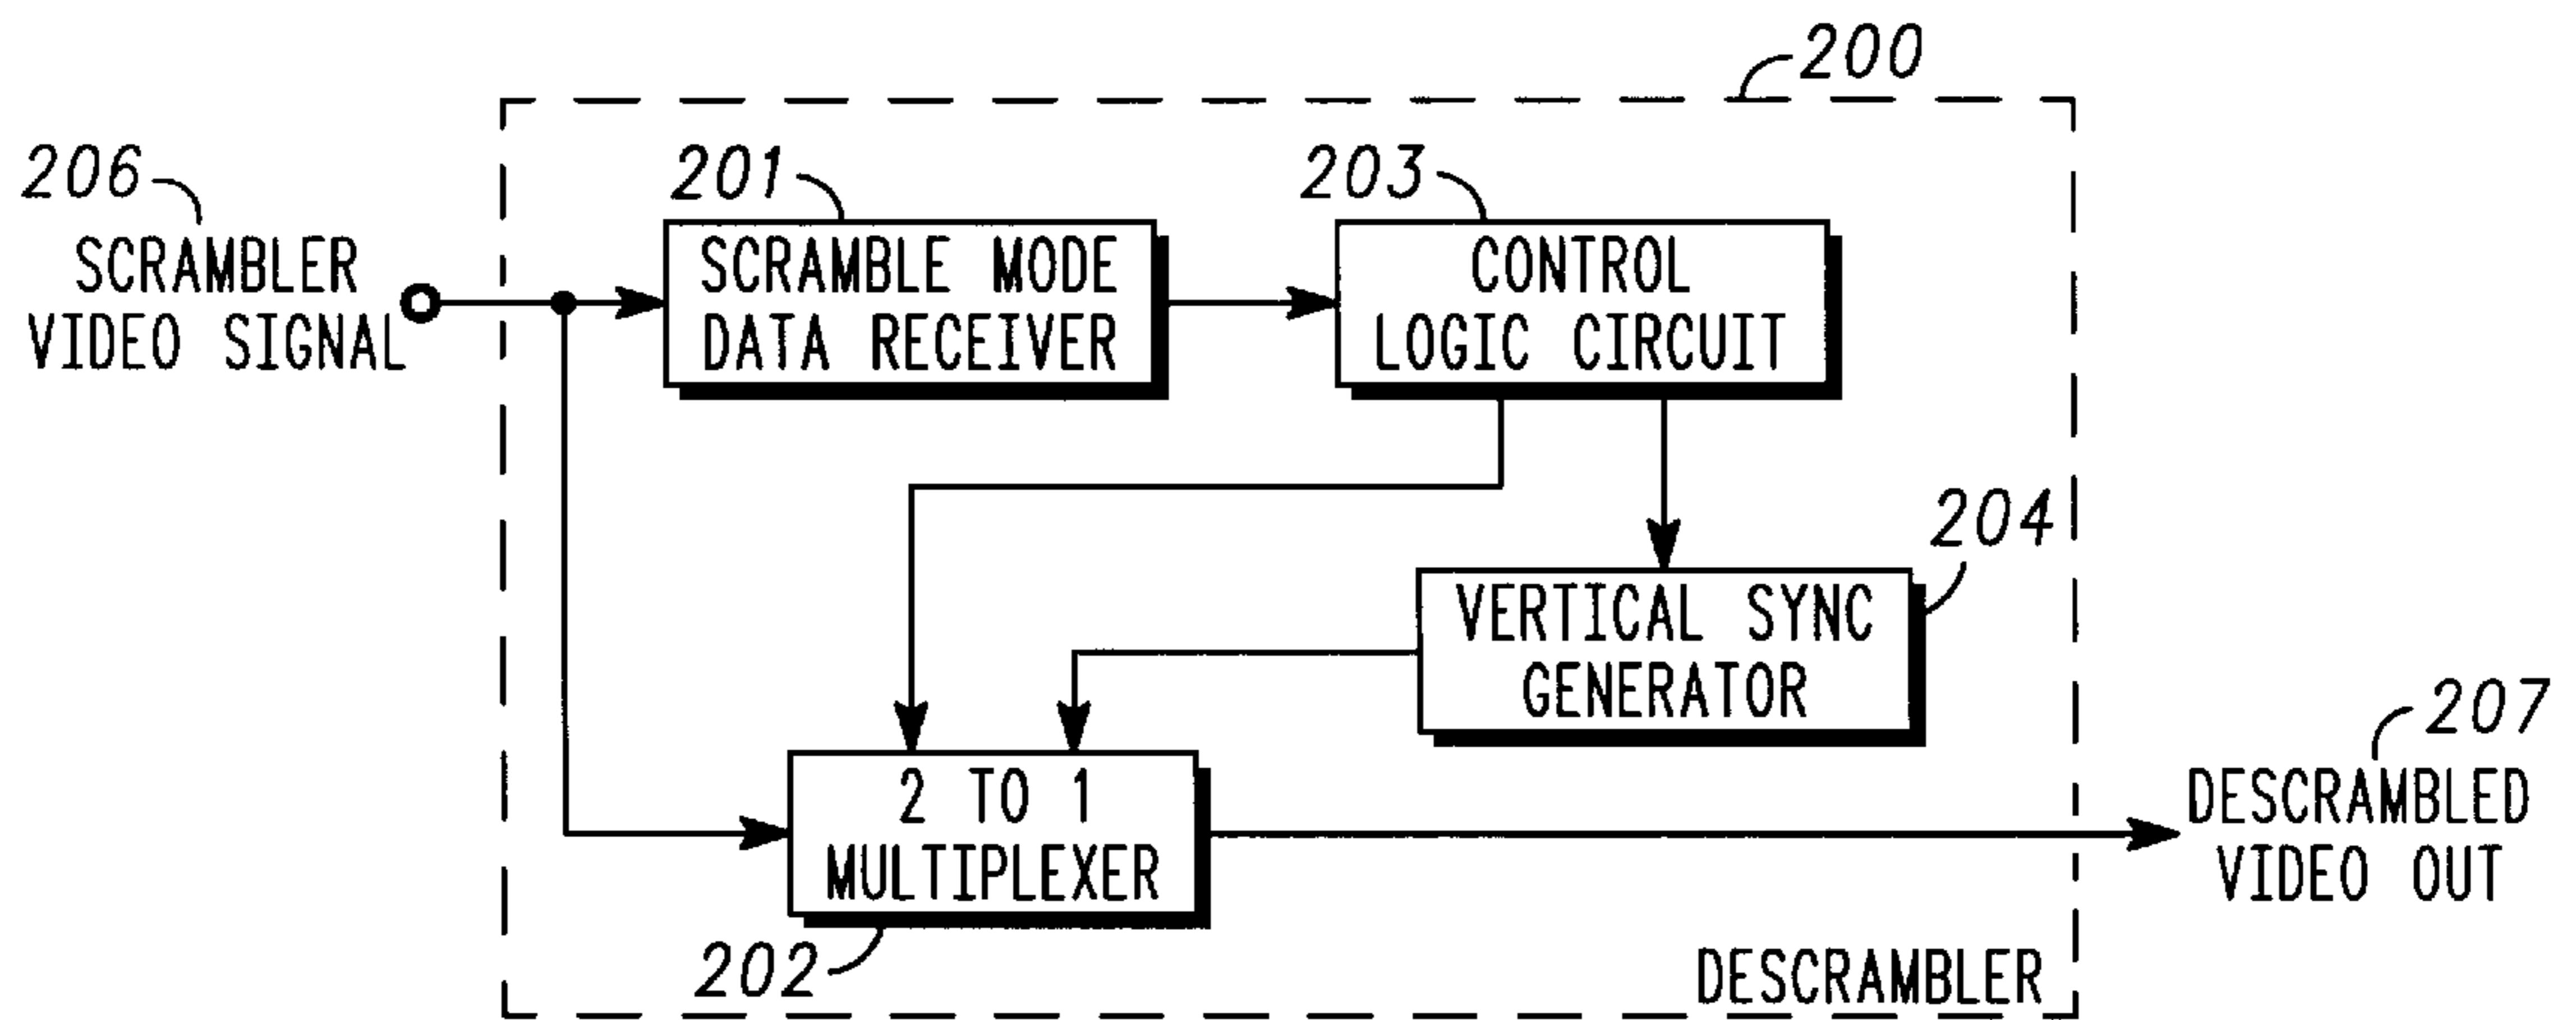 200
206
SCRAMBLER
VIDEO SIGNAL
201
SCRAMBLE MODE
DATA RECEIVER
203
CONTROL
LOGIC CIRCUIT
204
VERTICAL SYNC
GENERATOR
2 TO 1
MULTIPLEXER
202
207
DESCRAMBLED
VIDEO OUT
DESCRAMBLER